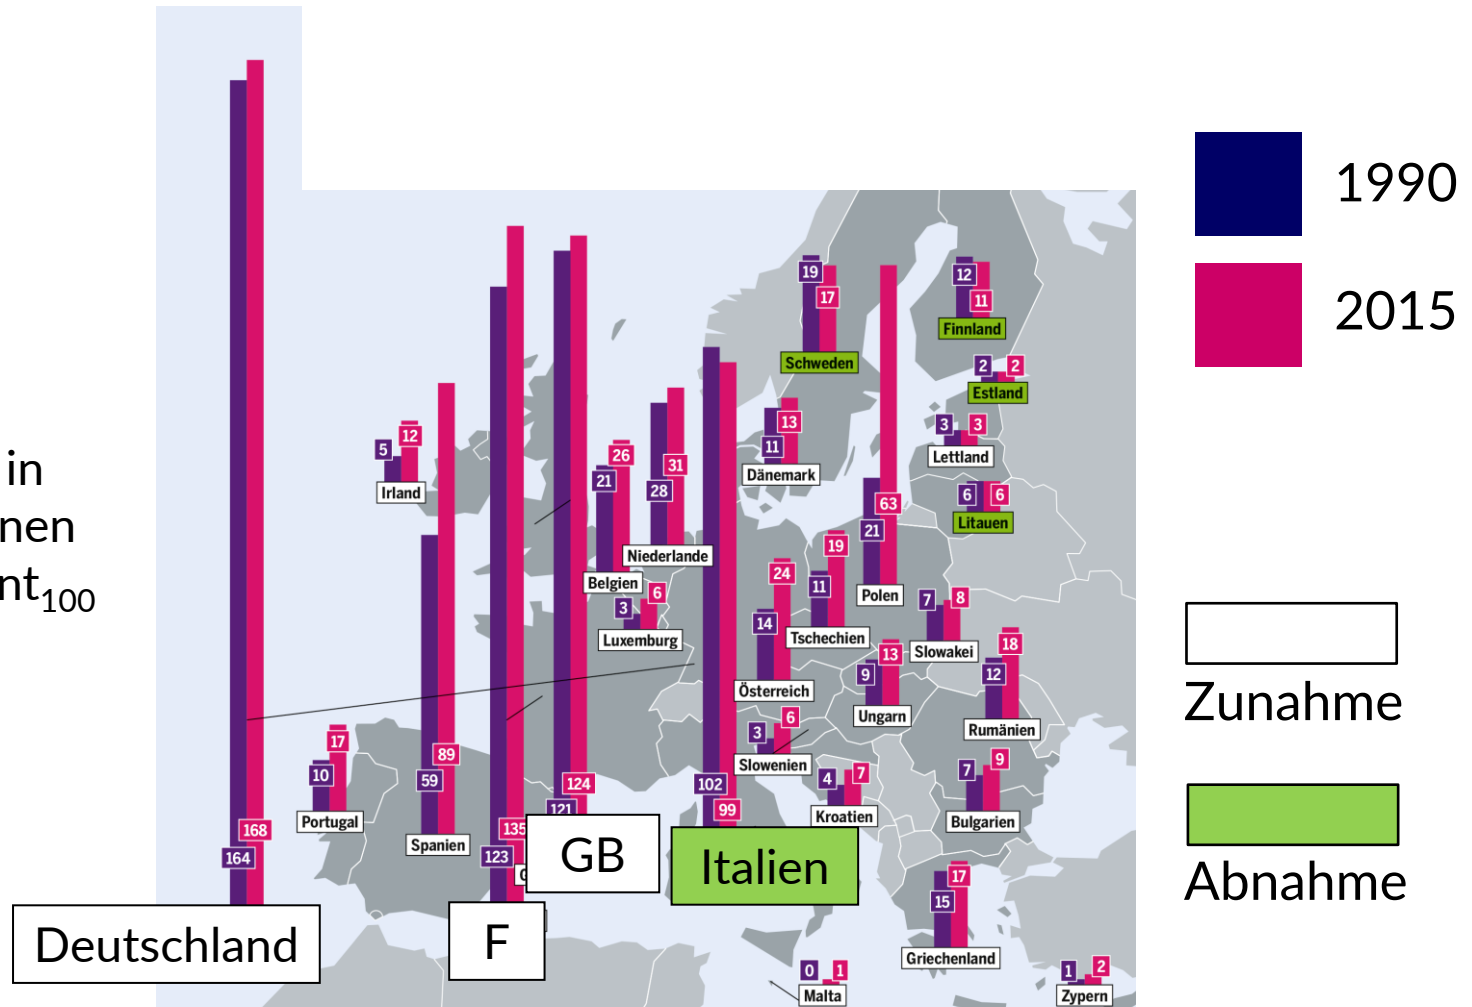 1990
2015
Zunahme
Abnahme
in
19
17
Schweden
12
11
Finnland
2
2
Estland
3
3
Lettland
6
6
Litauen
5
12
Irland
21
26
Belgien
28
31
Niederlande
11
13
Dänemark
21
63
Polen
3
6
Luxemburg
14
24
Österreich
11
19
Tschechien
7
8
Slowakei
9
13
Ungarn
12
18
Rumänien
3
6
Slowenien
4
7
Kroatien
7
9
Bulgarien
10
17
Portugal
59
89
Spanien
164
168
Deutschland
123
135
F
121
124
GB
102
99
Italien
15
17
Griechenland
0
1
Malta
1
2
Zypern